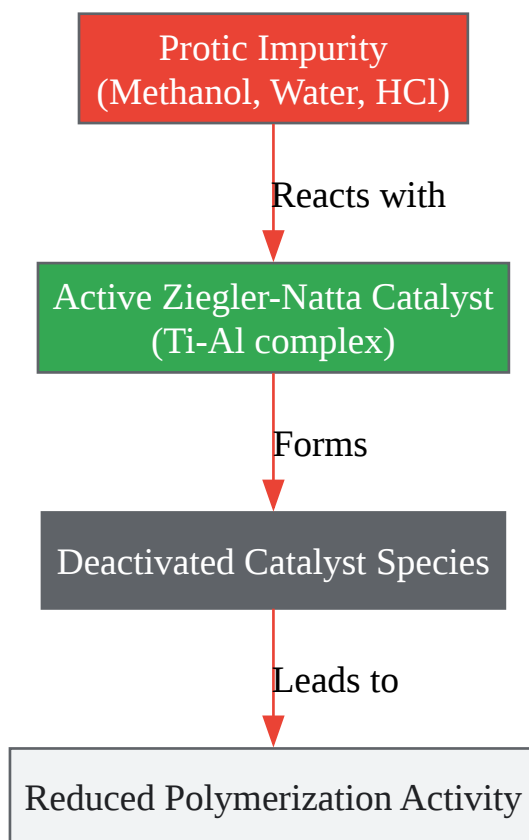 Protic Impurity
(Methanol, Water, HCl)
Reacts with
Active Ziegler-Natta Catalyst
(Ti-Al complex)
Forms
Deactivated Catalyst Species
Leads to
Reduced Polymerization Activity